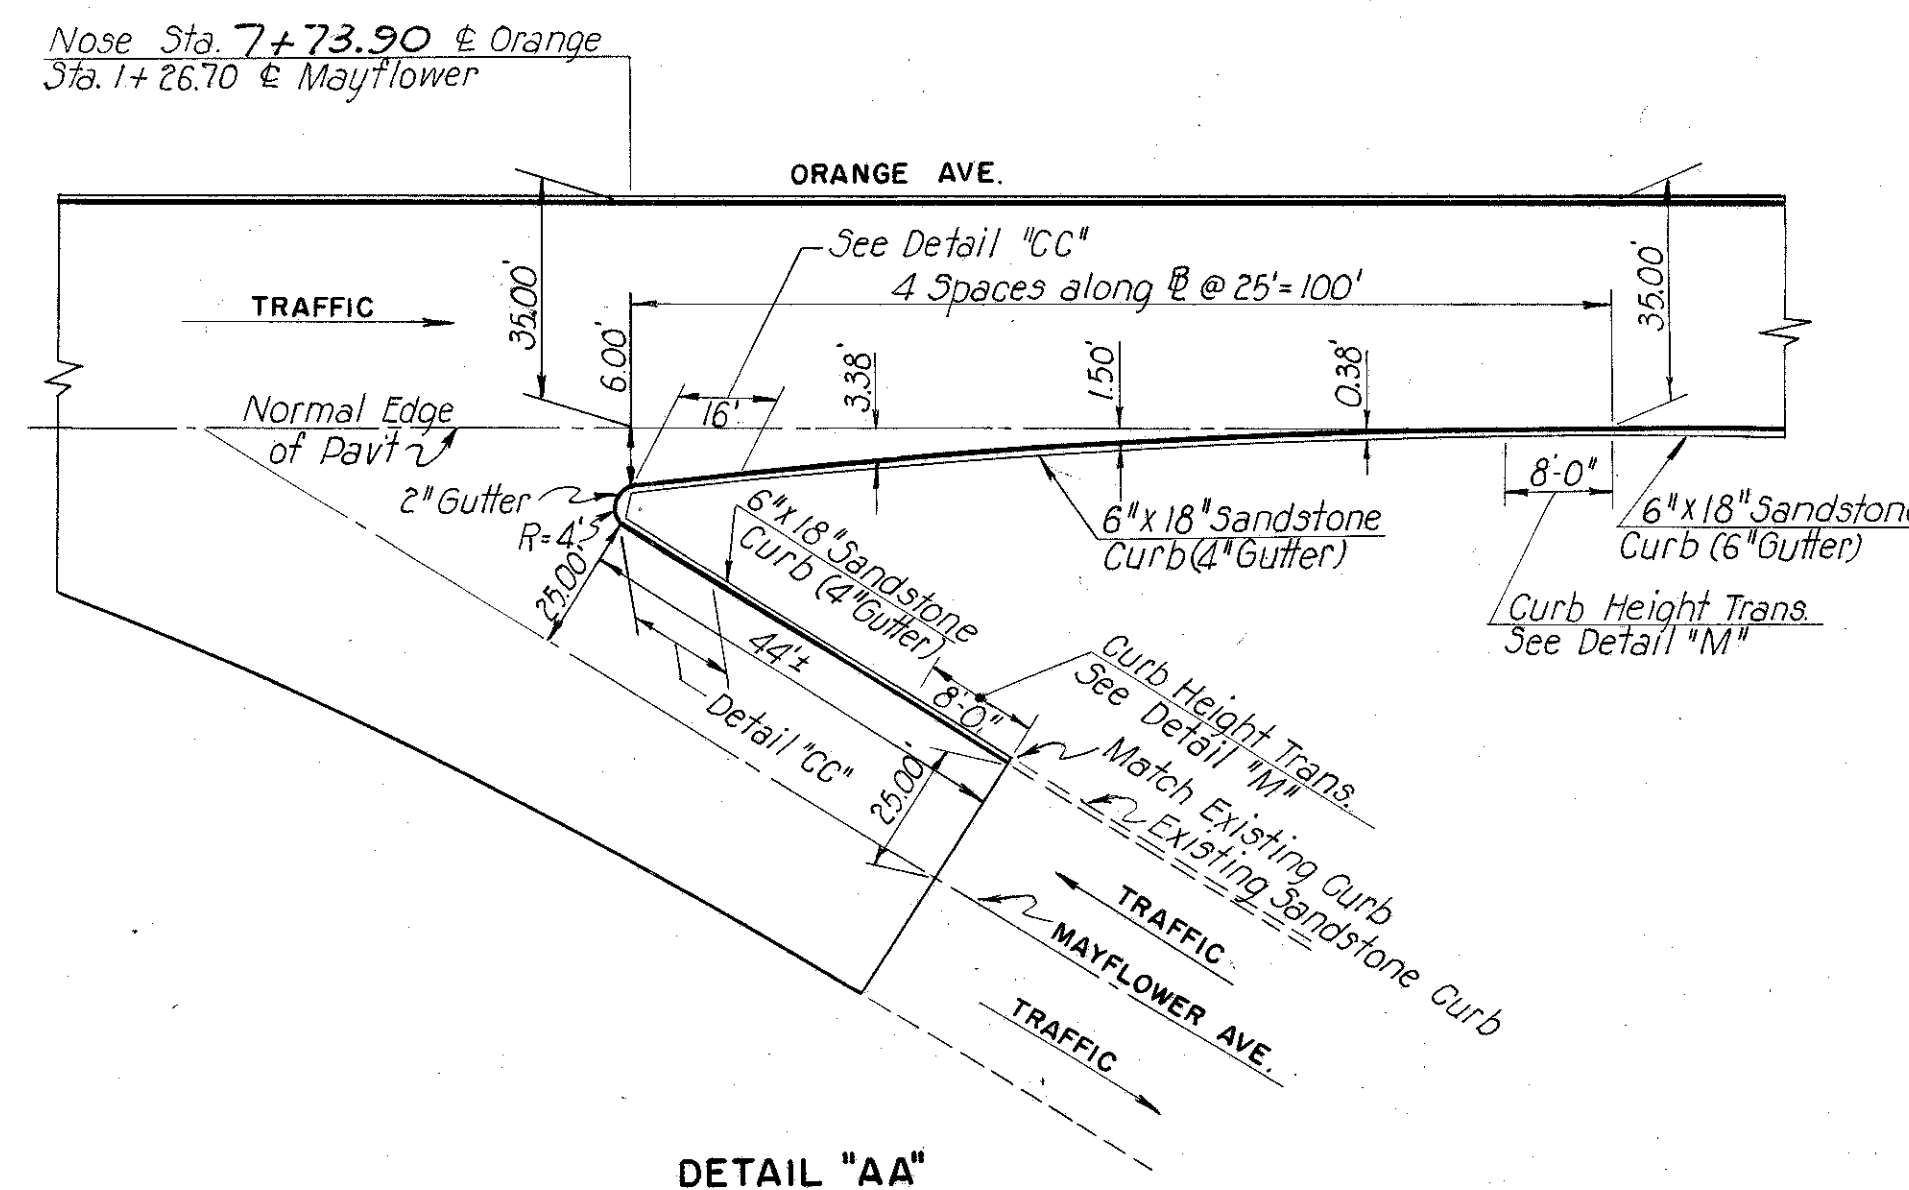 Nose Sta. 7+73.90 ℄ Orange
Sta. 1+26.70 ℄ Mayflower
ORANGE AVE.
See Detail "CC"
4 Spaces along ⅊ @ 25'=100'
TRAFFIC
35.00'
6.00'
3.38'
1.50'
0.38'
35.00'
16'
Normal Edge
of Pav't
2" Gutter
R=4.5'
25.00'
6"x18" Sandstone
Curb (4" Gutter)
6"x18" Sandstone
Curb (4" Gutter)
8'-0"
6"x18" Sandstone
Curb (6" Gutter)
Curb Height Trans.
See Detail "M"
44'±
Detail "CC"
8'-0"
25.00'
Curb Height Trans.
See Detail "M"
Match Existing Curb
Existing Sandstone Curb
TRAFFIC
MAYFLOWER AVE.
TRAFFIC
DETAIL "AA"